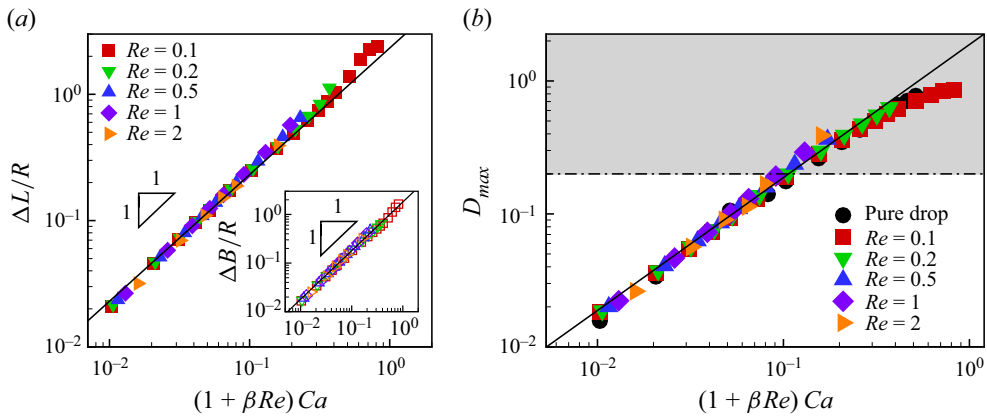 (a)
10^0
10^-1
10^-2
ΔL/R
Re = 0.1
Re = 0.2
Re = 0.5
Re = 1
Re = 2
1
1
10^0
10^-1
10^-2
ΔB/R
1
1
10^-2 10^-1 10^0
10^-2 10^-1 10^0
(1 + βRe) Ca
(b)
10^0
10^-1
10^-2
D_max
Pure drop
Re = 0.1
Re = 0.2
Re = 0.5
Re = 1
Re = 2
10^-2 10^-1 10^0
(1 + βRe) Ca